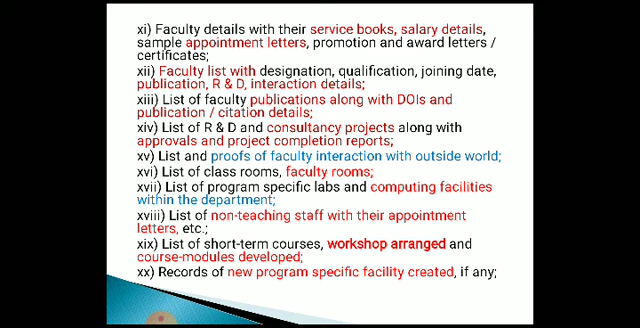 xi) Faculty details with their service books, salary details,
sample appointment letters, promotion and award letters /
certificates;
xii) Faculty list with designation, qualification, joining date,
publication, R & D, interaction details;
xiii) List of faculty publications along with DOIs and
publication / citation details;
xiv) List of R & D and consultancy projects along with
approvals and project completion reports;
xv) List and proofs of faculty interaction with outside world;
xvi) List of class rooms, faculty rooms;
xvii) List of program specific labs and computing facilities
within the department;
xviii) List of non-teaching staff with their appointment
letters, etc.;
xix) List of short-term courses, workshop arranged and
course-modules developed;
xx) Records of new program specific facility created, if any;